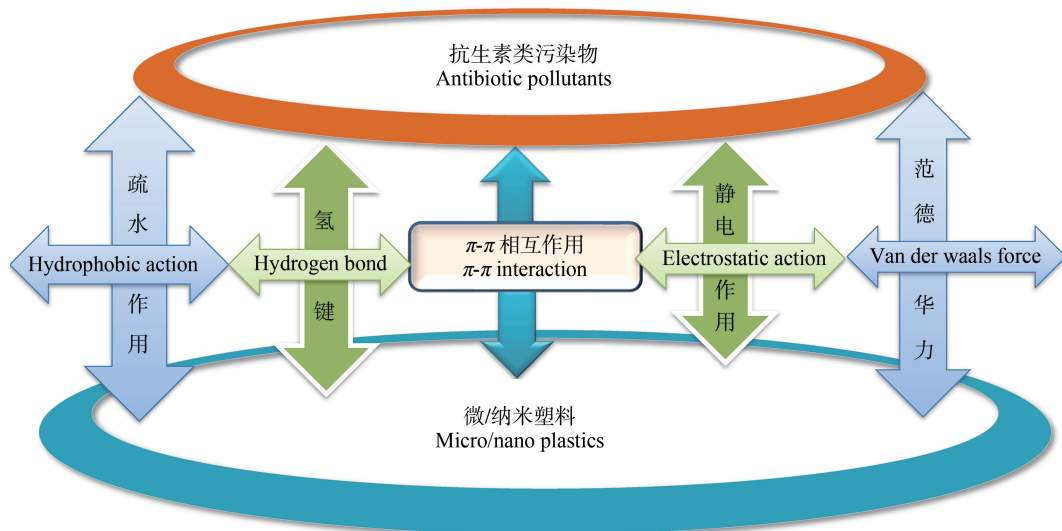 抗生素类污染物
Antibiotic pollutants
疏水作用
Hydrophobic action
氢键
Hydrogen bond
π-π 相互作用
π-π interaction
静电作用
Electrostatic action
范德华力
Van der waals force
微/纳米塑料
Micro/nano plastics